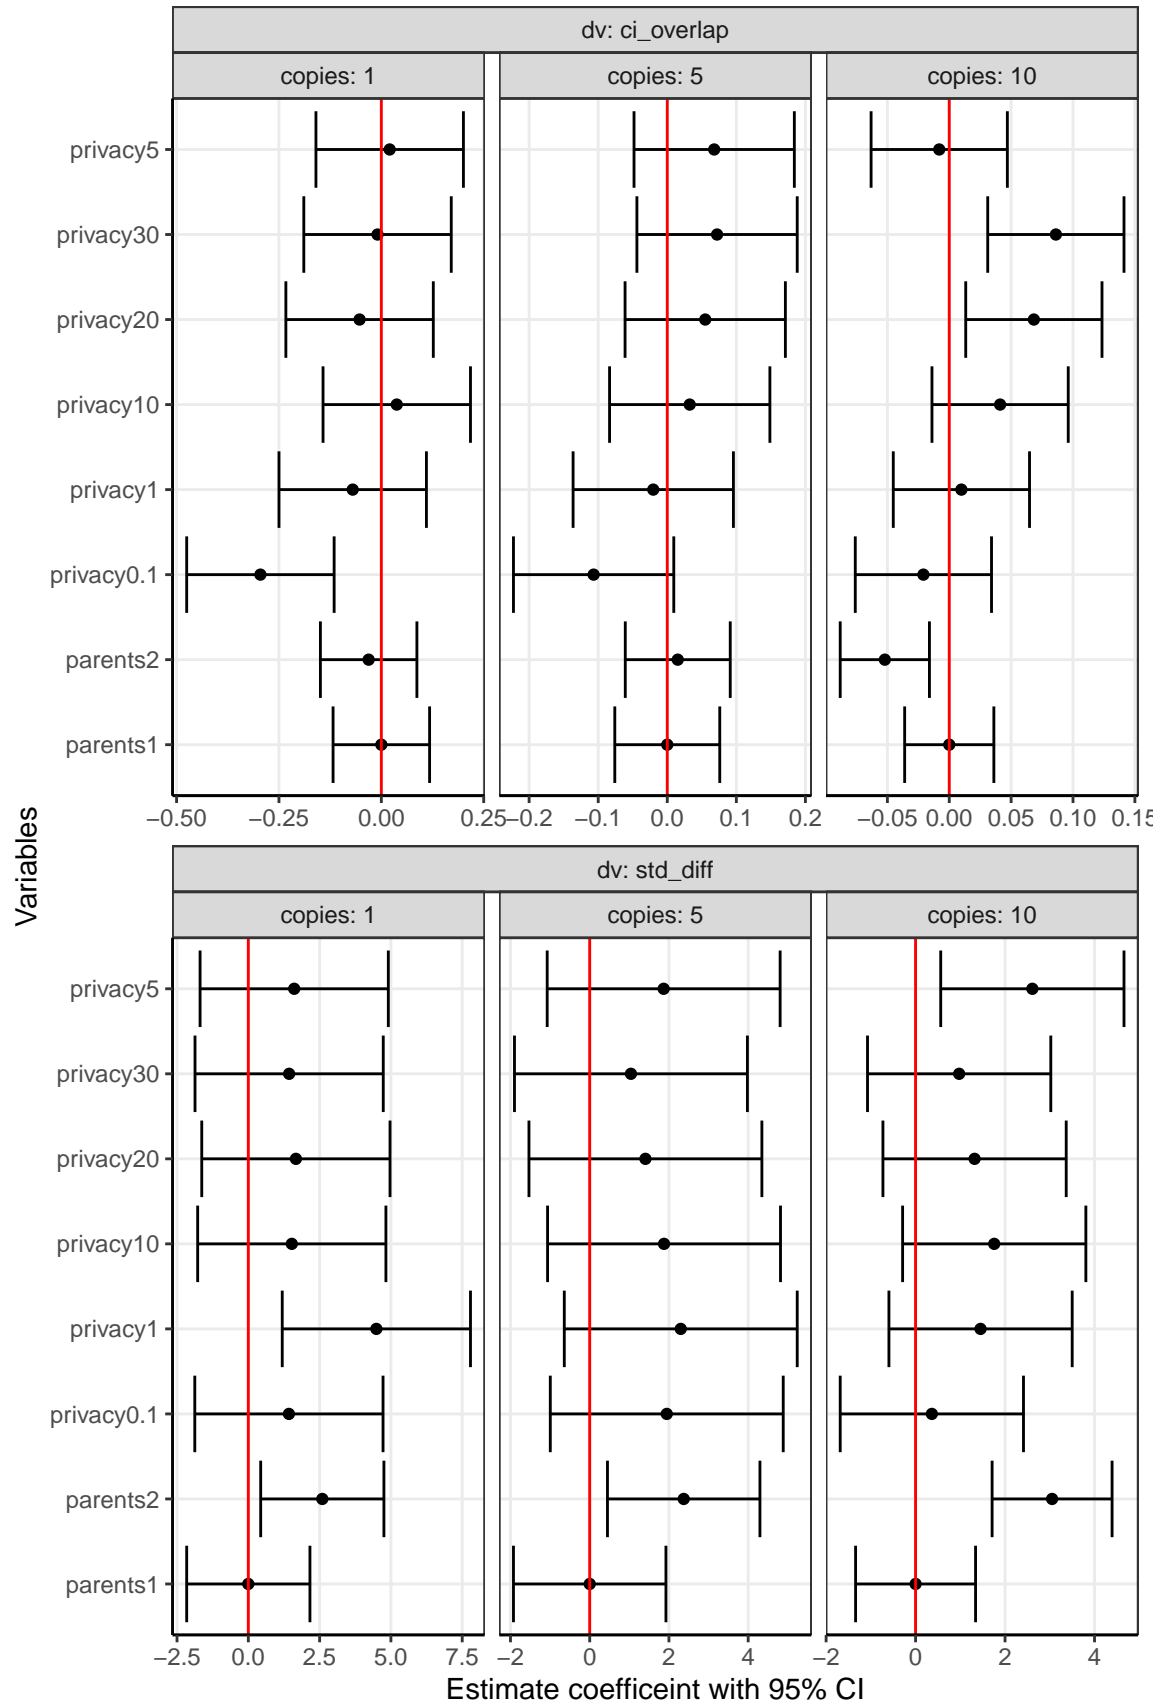 dv: ci_overlap
copies: 1 copies: 5 copies: 10
privacy5
privacy30
privacy20
privacy10
privacy1
privacy0.1
parents2
parents1
−0.50 −0.25 0.00 0.25 −0.2 −0.1 0.0 0.1 0.2 −0.05 0.00 0.05 0.10 0.15
Variables
dv: std_diff
copies: 1 copies: 5 copies: 10
privacy5
privacy30
privacy20
privacy10
privacy1
privacy0.1
parents2
parents1
−2.5 0.0 2.5 5.0 7.5 −2 0 2 4 −2 0 2 4
Estimate coefficeint with 95% CI